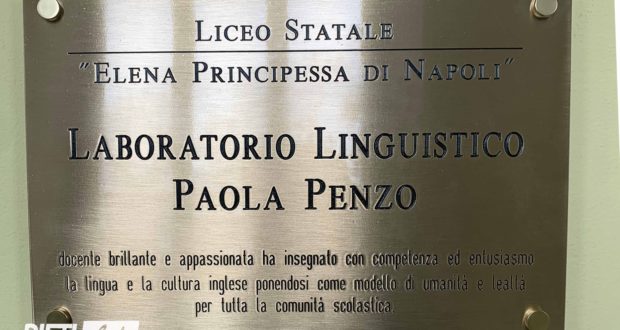 LICEO STATALE
"ELENA PRINCIPESSA DI NAPOLI"
LABORATORIO LINGUISTICO
PAOLA PENZO
docente brillante e appassionata ha insegnato con competenza ed entusiasmo
la lingua e la cultura inglese ponendosi come modello di umanità e lealtà
per tutta la comunità scolastica.